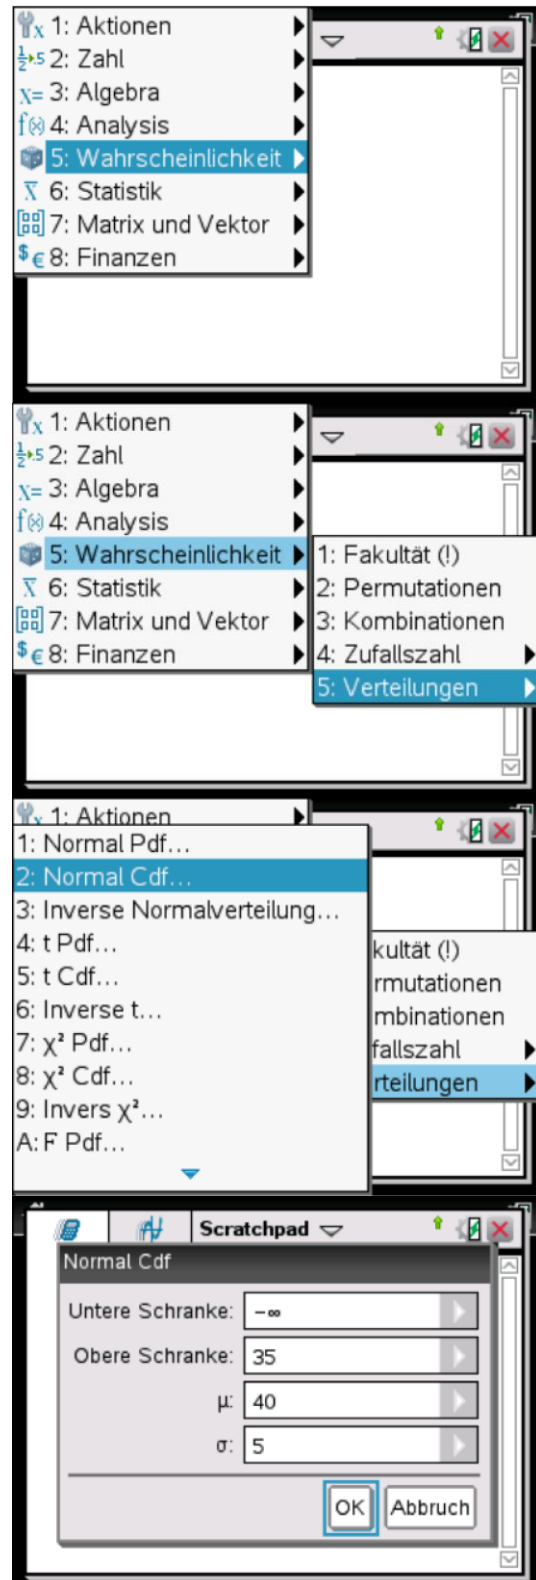 1: Aktionen
2: Zahl
3: Algebra
4: Analysis
5: Wahrscheinlichkeit
6: Statistik
7: Matrix und Vektor
8: Finanzen
1: Aktionen
2: Zahl
3: Algebra
4: Analysis
5: Wahrscheinlichkeit
6: Statistik
7: Matrix und Vektor
8: Finanzen
1: Fakultät (!)
2: Permutationen
3: Kombinationen
4: Zufallszahl
5: Verteilungen
1: Aktionen
1: Normal Pdf...
2: Normal Cdf...
3: Inverse Normalverteilung...
4: t Pdf...
5: t Cdf...
6: Inverse t...
7: χ² Pdf...
8: χ² Cdf...
9: Invers χ²...
A: F Pdf...
kultät (!)
rmutationen
mbinationen
fallszahl
rteilungen
Scratchpad
Normal Cdf
Untere Schranke: -∞
Obere Schranke: 35
μ: 40
σ: 5
OK Abbruch